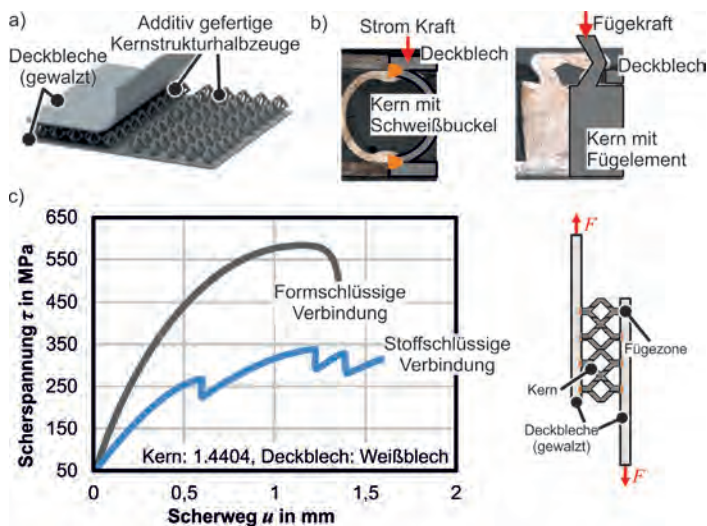 a)
Additiv gefertige
Kernstrukturhalbzeuge
Deckbleche
(gewalzt)
b)
Strom Kraft
Deckblech
Kern mit
Schweißbuckel
Fügekraft
Deckblech
Kern mit
Fügelement
c)
Scherspannung τ in MPa
650
550
450
350
250
150
50
Formschlüssige
Verbindung
Stoffschlüssige
Verbindung
Kern: 1.4404, Deckblech: Weißblech
0
0,5
1
1,5
2
Scherweg u in mm
F
Fügezone
Kern
Deckbleche
(gewalzt)
F